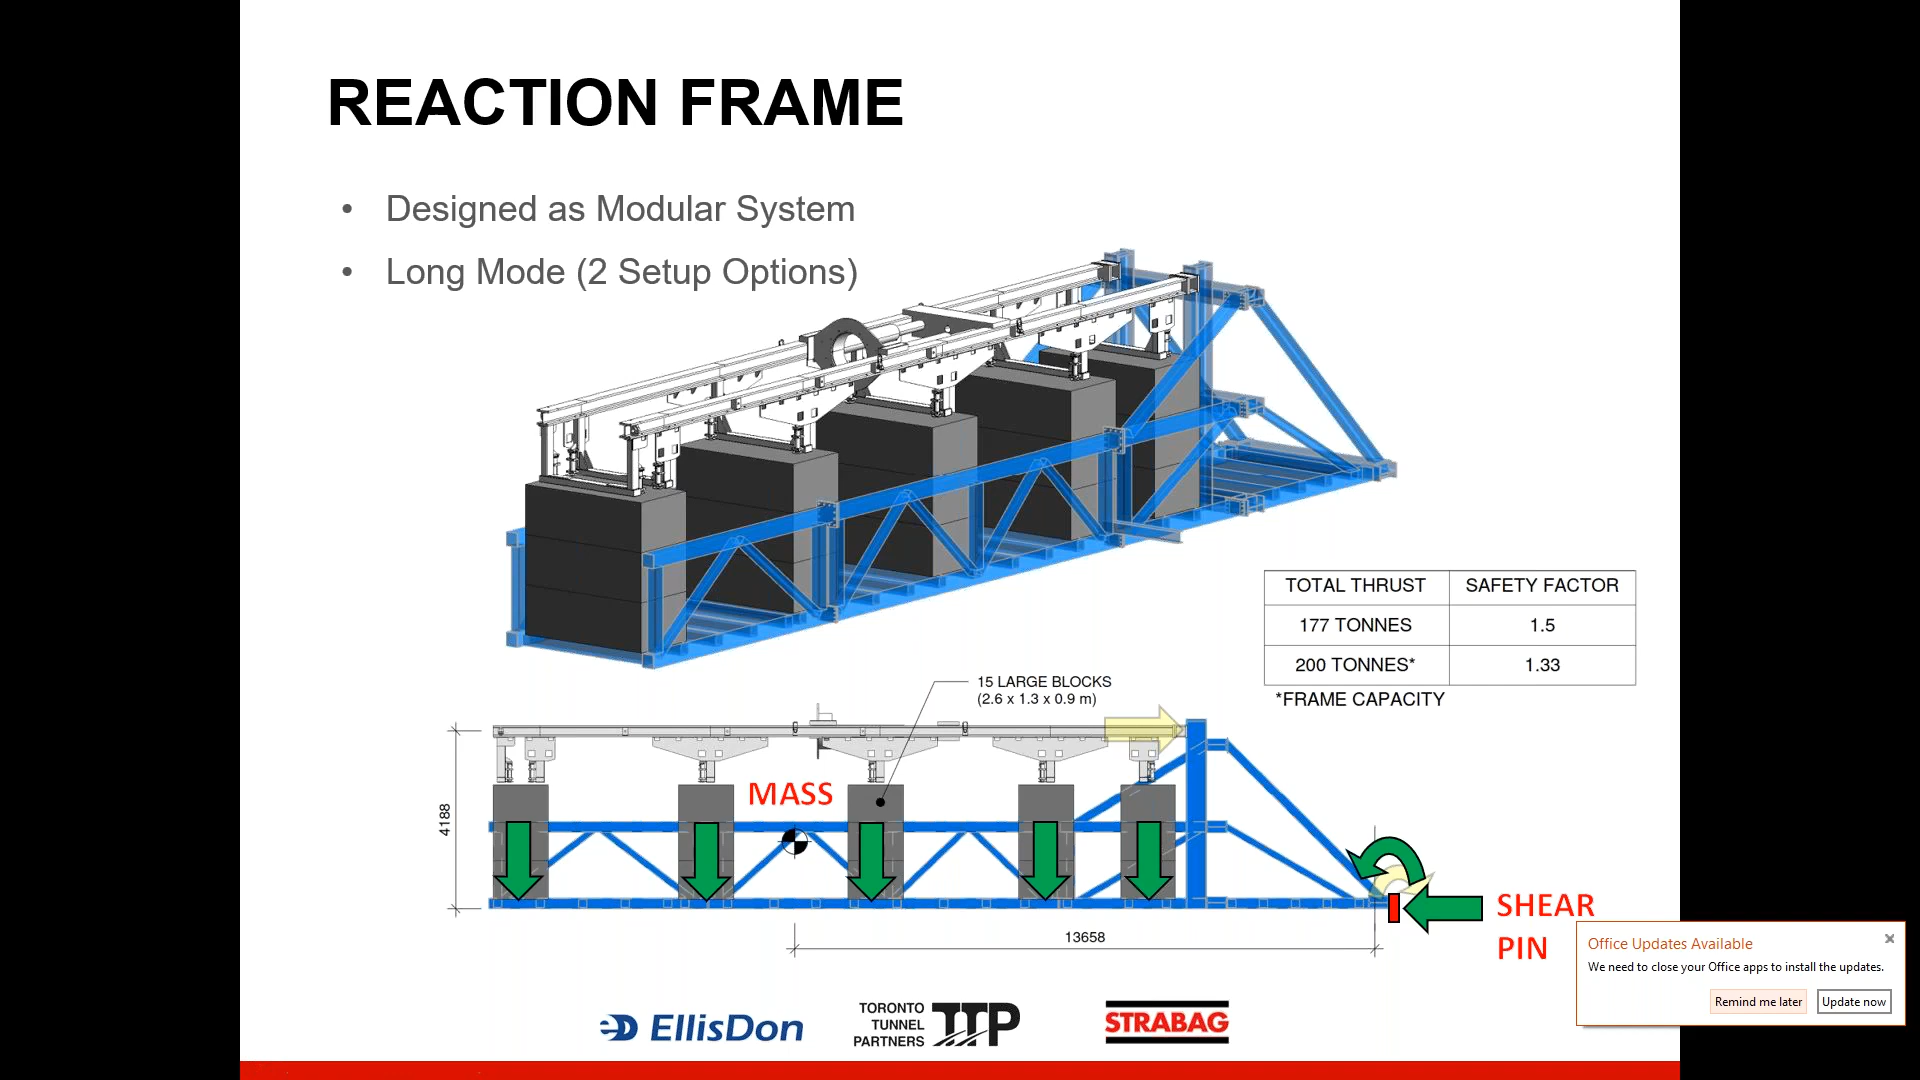 REACTION FRAME
• Designed as Modular System
• Long Mode (2 Setup Options)
TOTAL THRUST SAFETY FACTOR
177 TONNES 1.5
200 TONNES* 1.33
*FRAME CAPACITY
15 LARGE BLOCKS
(2.6 x 1.3 x 0.9 m)
MASS
4188
13658
SHEAR
PIN
Office Updates Available
We need to close your Office apps to install the updates.
Remind me later Update now
EllisDon
TORONTO
TUNNEL
PARTNERS
TTP
STRABAG